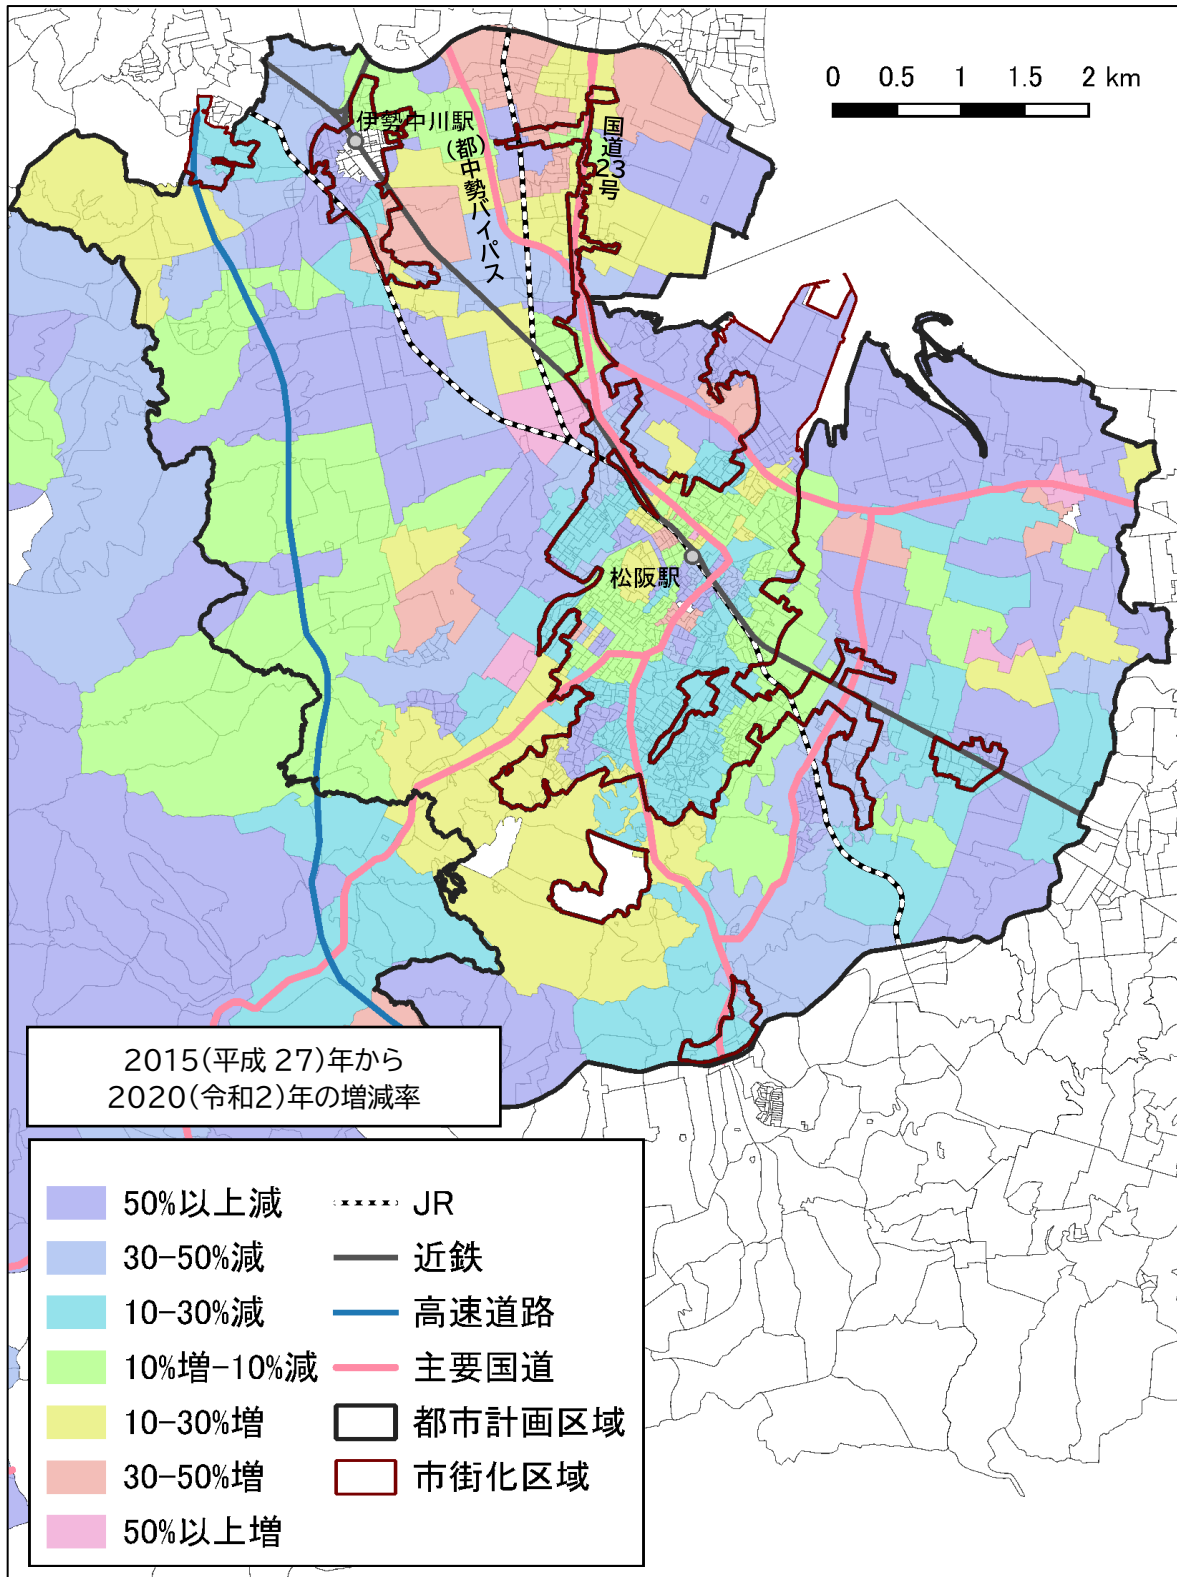 0 0.5 1 1.5 2 km
伊勢中川駅
(都)中勢バイパス
国道23号
松阪駅
2015(平成 27)年から
2020(令和2)年の増減率
50%以上減
30-50%減
10-30%減
10%増-10%減
10-30%増
30-50%増
50%以上増
JR
近鉄
高速道路
主要国道
都市計画区域
市街化区域